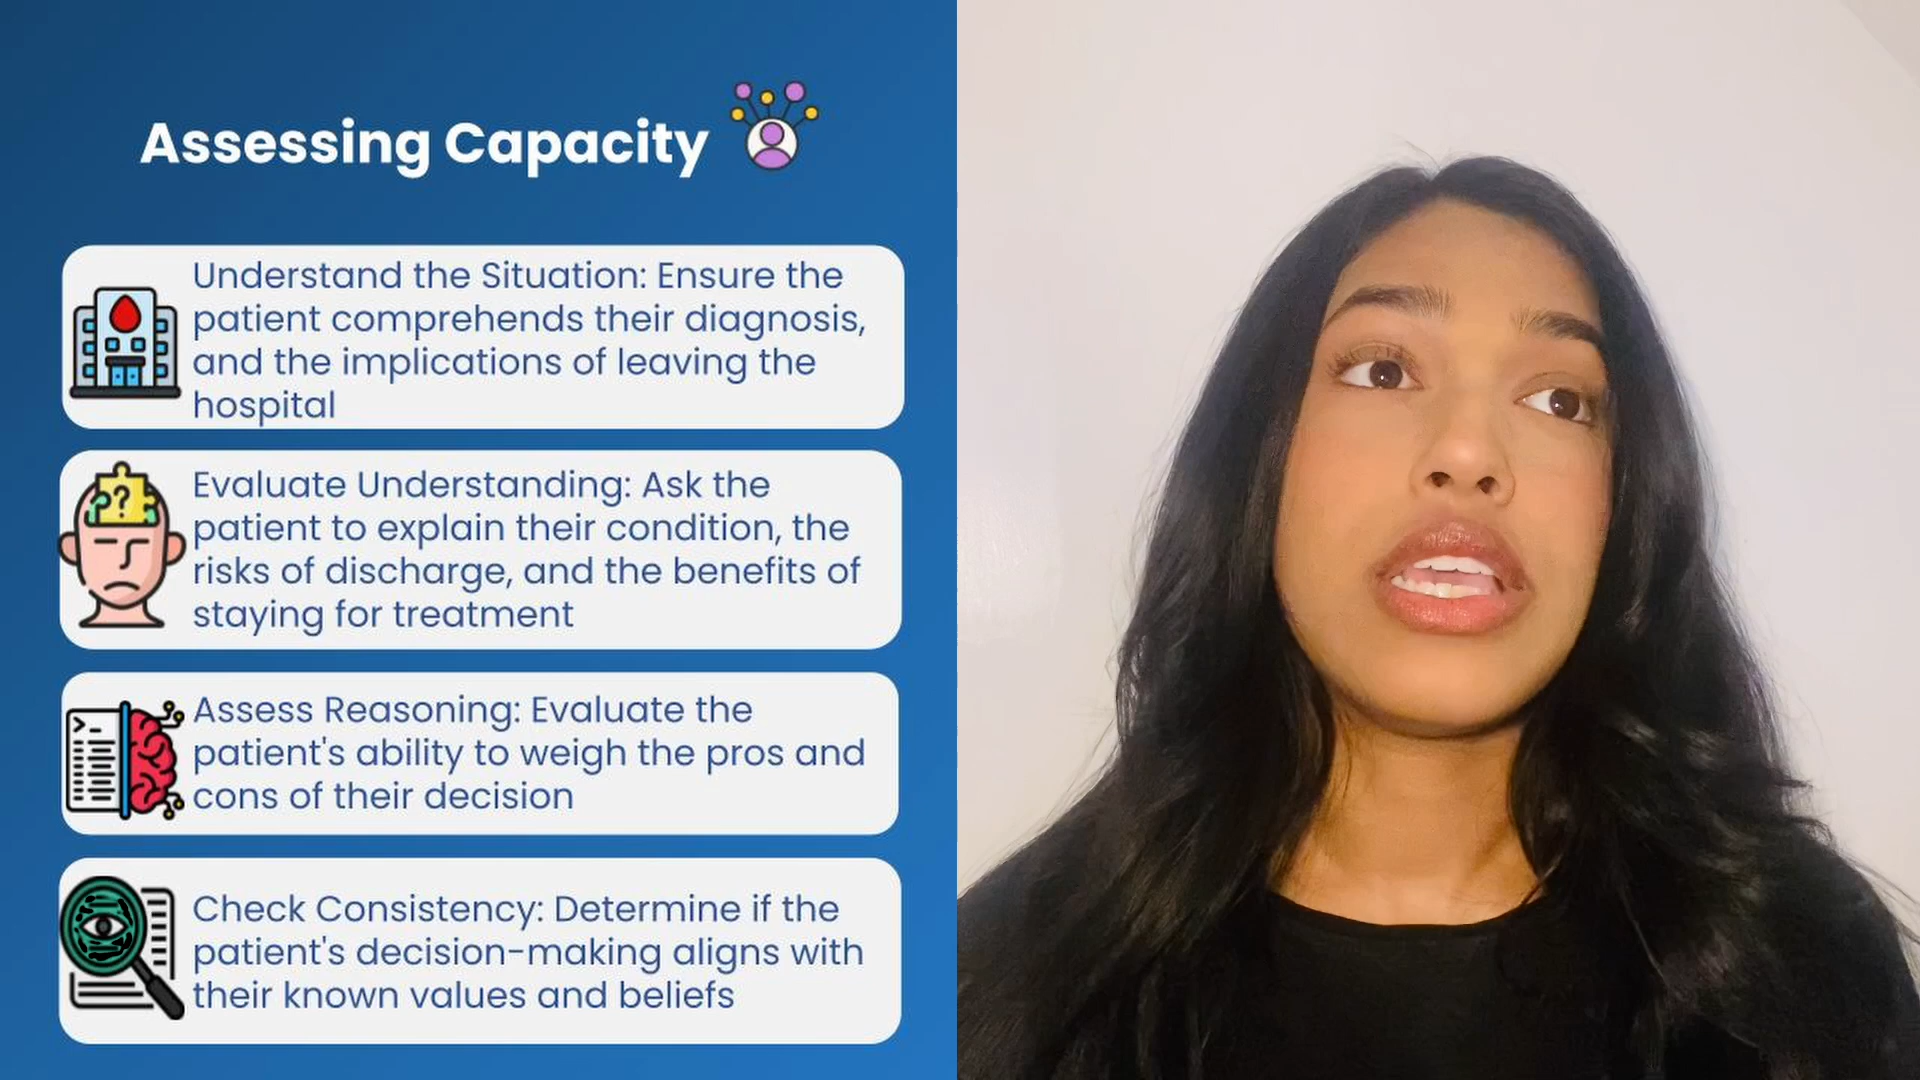 Assessing Capacity
Understand the Situation: Ensure the
patient comprehends their diagnosis,
and the implications of leaving the
hospital
Evaluate Understanding: Ask the
patient to explain their condition, the
risks of discharge, and the benefits of
staying for treatment
Assess Reasoning: Evaluate the
patient's ability to weigh the pros and
cons of their decision
Check Consistency: Determine if the
patient's decision-making aligns with
their known values and beliefs